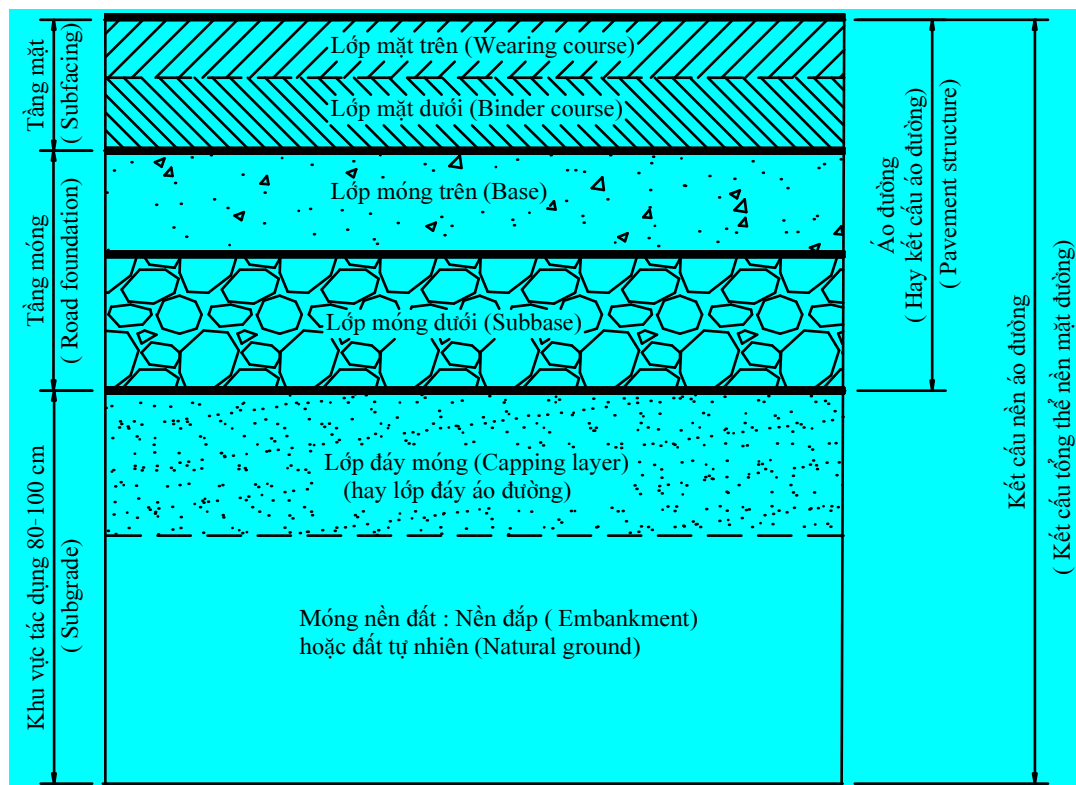 Tầng mặt
( Subfacing)
Tầng móng
( Road foundation)
Khu vực tác dụng 80-100 cm
( Subgrade)
Lớp mặt trên (Wearing course)
Lớp mặt dưới (Binder course)
Lớp móng trên (Base)
Lớp móng dưới (Subbase)
Lớp đáy móng (Capping layer)
(hay lớp đáy áo đường)
Móng nền đất : Nền đắp ( Embankment)
hoặc đất tự nhiên (Natural ground)
Áo đường
(Hay kết cấu áo đường)
( Pavement structure)
Kết cấu nền áo đường
( Kết cấu tổng thể nền mặt đường)